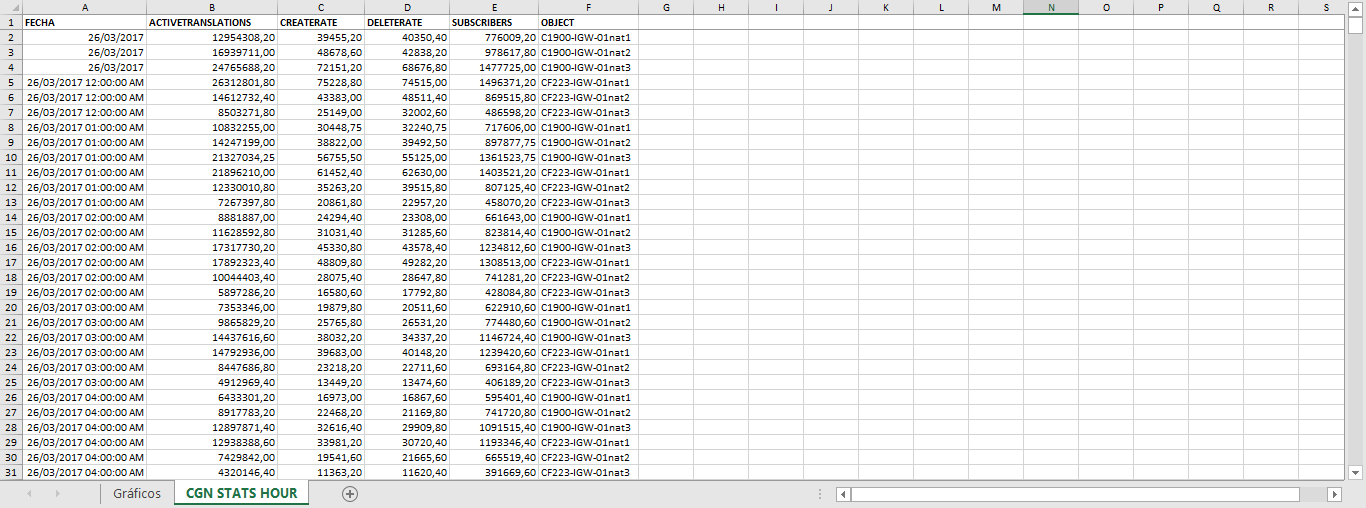 A B C D E F G H I J K L M N O P Q R S
1 FECHA ACTIVETRANSLATIONS CREATERATE DELETERATE SUBSCRIBERS OBJECT
2 26/03/2017 12954308,20 39455,20 40350,40 776009,20 C1900-IGW-01nat1
3 26/03/2017 16939711,00 48678,60 42838,20 978617,80 C1900-IGW-01nat2
4 26/03/2017 24765688,20 72151,20 68676,80 1477725,00 C1900-IGW-01nat3
5 26/03/2017 12:00:00 AM 26312801,80 75228,80 74515,00 1496371,20 CF223-IGW-01nat1
6 26/03/2017 12:00:00 AM 14612732,40 43383,00 48511,40 869515,80 CF223-IGW-01nat2
7 26/03/2017 12:00:00 AM 8503271,80 25149,00 32002,60 486598,20 CF223-IGW-01nat3
8 26/03/2017 01:00:00 AM 10832255,00 30448,75 32240,75 717606,00 C1900-IGW-01nat1
9 26/03/2017 01:00:00 AM 14247199,00 38822,00 39492,50 897877,75 C1900-IGW-01nat2
10 26/03/2017 01:00:00 AM 21327034,25 56755,50 55125,00 1361523,75 C1900-IGW-01nat3
11 26/03/2017 01:00:00 AM 21896210,00 61452,40 62630,00 1403521,20 CF223-IGW-01nat1
12 26/03/2017 01:00:00 AM 12330010,80 35263,20 39515,80 807125,40 CF223-IGW-01nat2
13 26/03/2017 01:00:00 AM 7267397,80 20861,80 22957,20 458070,20 CF223-IGW-01nat3
14 26/03/2017 02:00:00 AM 8881887,00 24294,40 23308,00 661643,00 C1900-IGW-01nat1
15 26/03/2017 02:00:00 AM 11628592,80 31031,40 31285,60 823814,40 C1900-IGW-01nat2
16 26/03/2017 02:00:00 AM 17317730,20 45330,80 43578,40 1234812,60 C1900-IGW-01nat3
17 26/03/2017 02:00:00 AM 17892323,40 48809,80 49282,20 1308513,00 CF223-IGW-01nat1
18 26/03/2017 02:00:00 AM 10044403,40 28075,40 28647,80 741281,20 CF223-IGW-01nat2
19 26/03/2017 02:00:00 AM 5897286,20 16580,60 17792,80 428084,80 CF223-IGW-01nat3
20 26/03/2017 03:00:00 AM 7353346,00 19879,80 20511,60 622910,60 C1900-IGW-01nat1
21 26/03/2017 03:00:00 AM 9865829,20 25765,80 26531,20 774480,60 C1900-IGW-01nat2
22 26/03/2017 03:00:00 AM 14437616,60 38032,20 34337,20 1146724,40 C1900-IGW-01nat3
23 26/03/2017 03:00:00 AM 14792936,00 39683,00 40148,20 1239420,60 CF223-IGW-01nat1
24 26/03/2017 03:00:00 AM 8447686,80 23218,20 22711,60 693164,80 CF223-IGW-01nat2
25 26/03/2017 03:00:00 AM 4912969,40 13449,20 13474,60 406189,20 CF223-IGW-01nat3
26 26/03/2017 04:00:00 AM 6433301,20 16973,00 16867,60 595401,40 C1900-IGW-01nat1
27 26/03/2017 04:00:00 AM 8917783,20 22468,20 21169,80 741720,80 C1900-IGW-01nat2
28 26/03/2017 04:00:00 AM 12897871,40 32616,40 29909,80 1091515,40 C1900-IGW-01nat3
29 26/03/2017 04:00:00 AM 12938388,60 33981,20 30720,40 1193346,40 CF223-IGW-01nat1
30 26/03/2017 04:00:00 AM 7429842,00 19541,60 21665,60 665519,40 CF223-IGW-01nat2
31 26/03/2017 04:00:00 AM 4320146,40 11363,20 11620,40 391669,60 CF223-IGW-01nat3
Gráficos CGN STATS HOUR